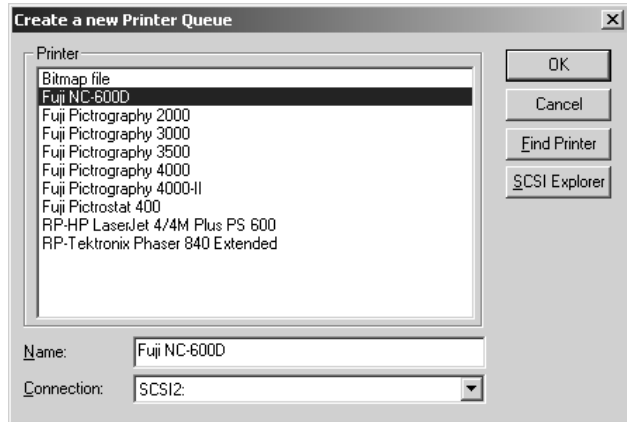 Create a new Printer Queue
Printer
Bitmap file
Fuji NC-600D
Fuji Pictrography 2000
Fuji Pictrography 3000
Fuji Pictrography 3500
Fuji Pictrography 4000
Fuji Pictrography 4000-II
Fuji Pictrostat 400
RP-HP LaserJet 4/4M Plus PS 600
RP-Tektronix Phaser 840 Extended
OK
Cancel
Find Printer
SCSI Explorer
Name: Fuji NC-600D
Connection: SCSI2: